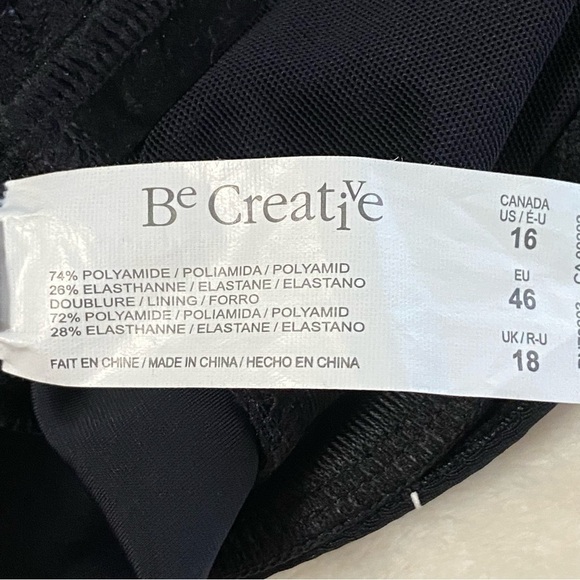 Be Creative
74% POLYAMIDE / POLIAMIDA / POLYAMID
26% ELASTHANNE / ELASTANE / ELASTANO
DOUBLURE / LINING / FORRO
72% POLYAMIDE / POLIAMIDA / POLYAMID
28% ELASTHANNE / ELASTANE / ELASTANO
FAIT EN CHINE / MADE IN CHINA / HECHO EN CHINA
CANADA
US / É-U
16
EU
46
UK / R-U
18